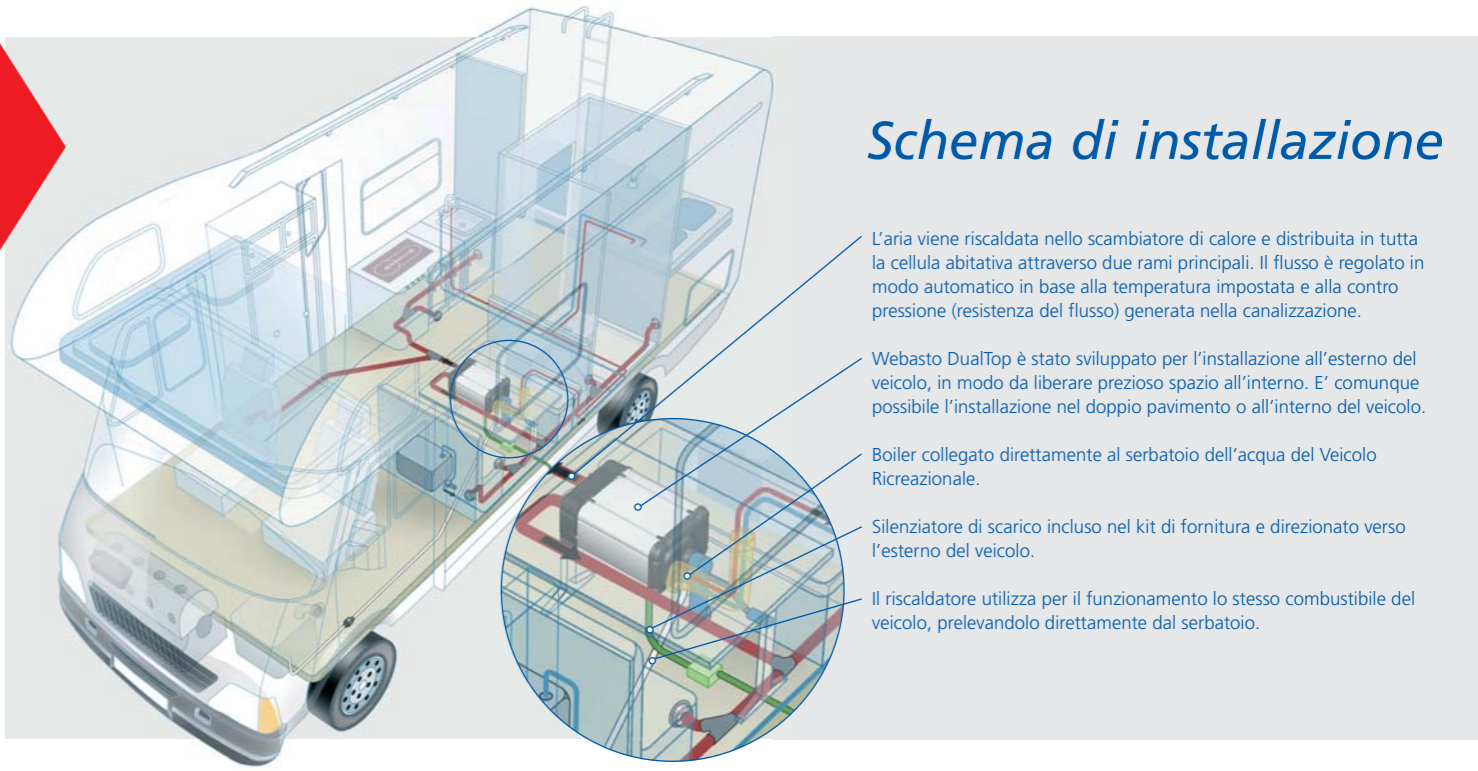 Schema di installazione
L’aria viene riscaldata nello scambiatore di calore e distribuita in tutta
la cellula abitativa attraverso due rami principali. Il flusso è regolato in
modo automatico in base alla temperatura impostata e alla contro
pressione (resistenza del flusso) generata nella canalizzazione.
Webasto DualTop è stato sviluppato per l’installazione all’esterno del
veicolo, in modo da liberare prezioso spazio all’interno. E’ comunque
possibile l’installazione nel doppio pavimento o all’interno del veicolo.
Boiler collegato direttamente al serbatoio dell’acqua del Veicolo
Ricreazionale.
Silenziatore di scarico incluso nel kit di fornitura e direzionato verso
l’esterno del veicolo.
Il riscaldatore utilizza per il funzionamento lo stesso combustibile del
veicolo, prelevandolo direttamente dal serbatoio.